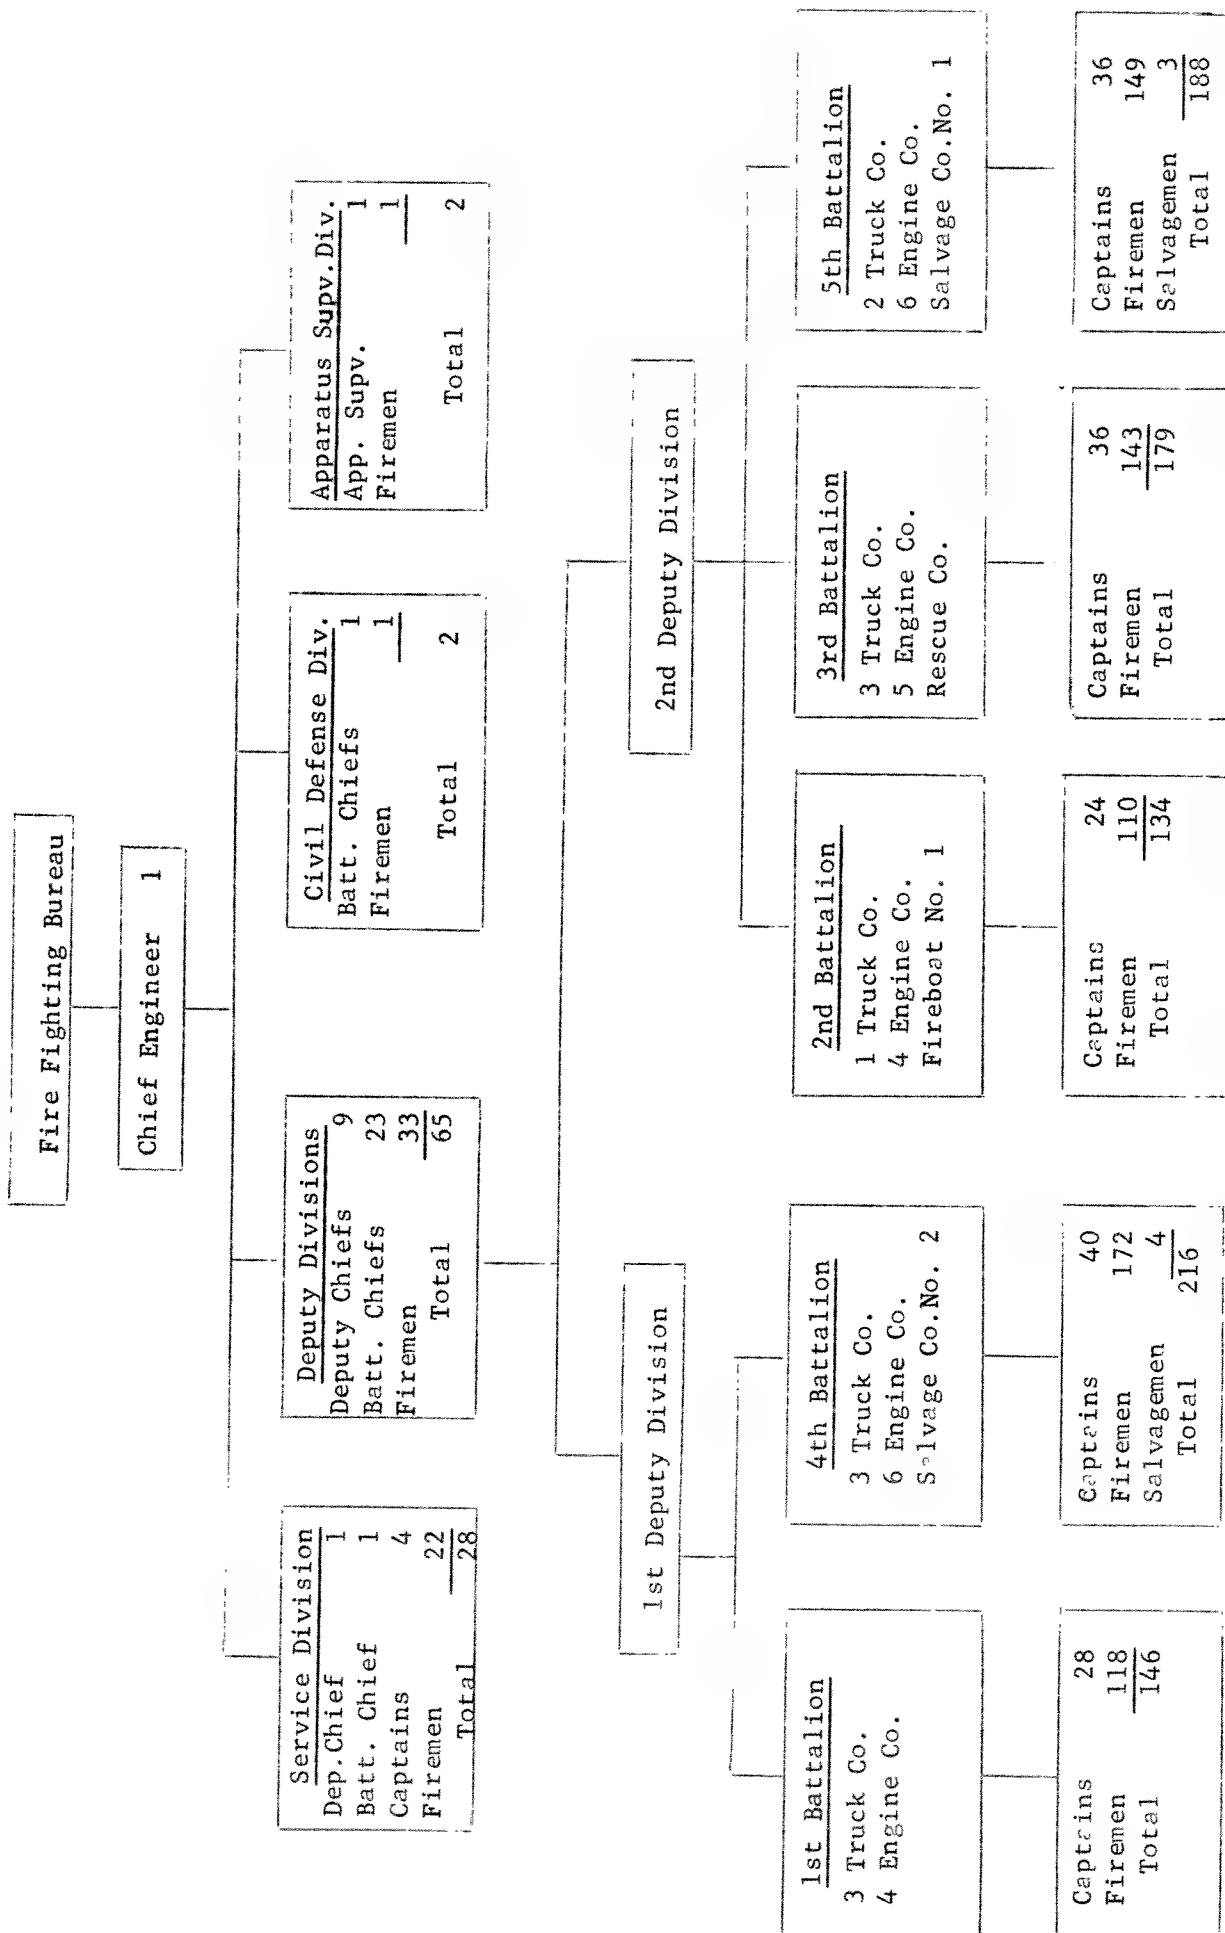 Fire Fighting Bureau
Chief Engineer 1
Service Division
Dep.Chief 1
Batt. Chief 1
Captains 4
Firemen 22
Total 28
Deputy Divisions
Deputy Chiefs 9
Batt. Chiefs 23
Firemen 33
Total 65
Civil Defense Div.
Batt. Chiefs 1
Firemen 1
Total 2
Apparatus Supv.Div.
App. Supv. 1
Firemen 1
Total 2
1st Deputy Division
2nd Deputy Division
1st Battalion
3 Truck Co.
4 Engine Co.
4th Battalion
3 Truck Co.
6 Engine Co.
Salvage Co.No. 2
2nd Battalion
1 Truck Co.
4 Engine Co.
Fireboat No. 1
3rd Battalion
3 Truck Co.
5 Engine Co.
Rescue Co.
5th Battalion
2 Truck Co.
6 Engine Co.
Salvage Co.No. 1
Captains 28
Firemen 118
Total 146
Captains 40
Firemen 172
Salvagemen 4
Total 216
Captains 24
Firemen 110
Total 134
Captains 36
Firemen 143
Total 179
Captains 36
Firemen 149
Salvagemen 3
Total 188